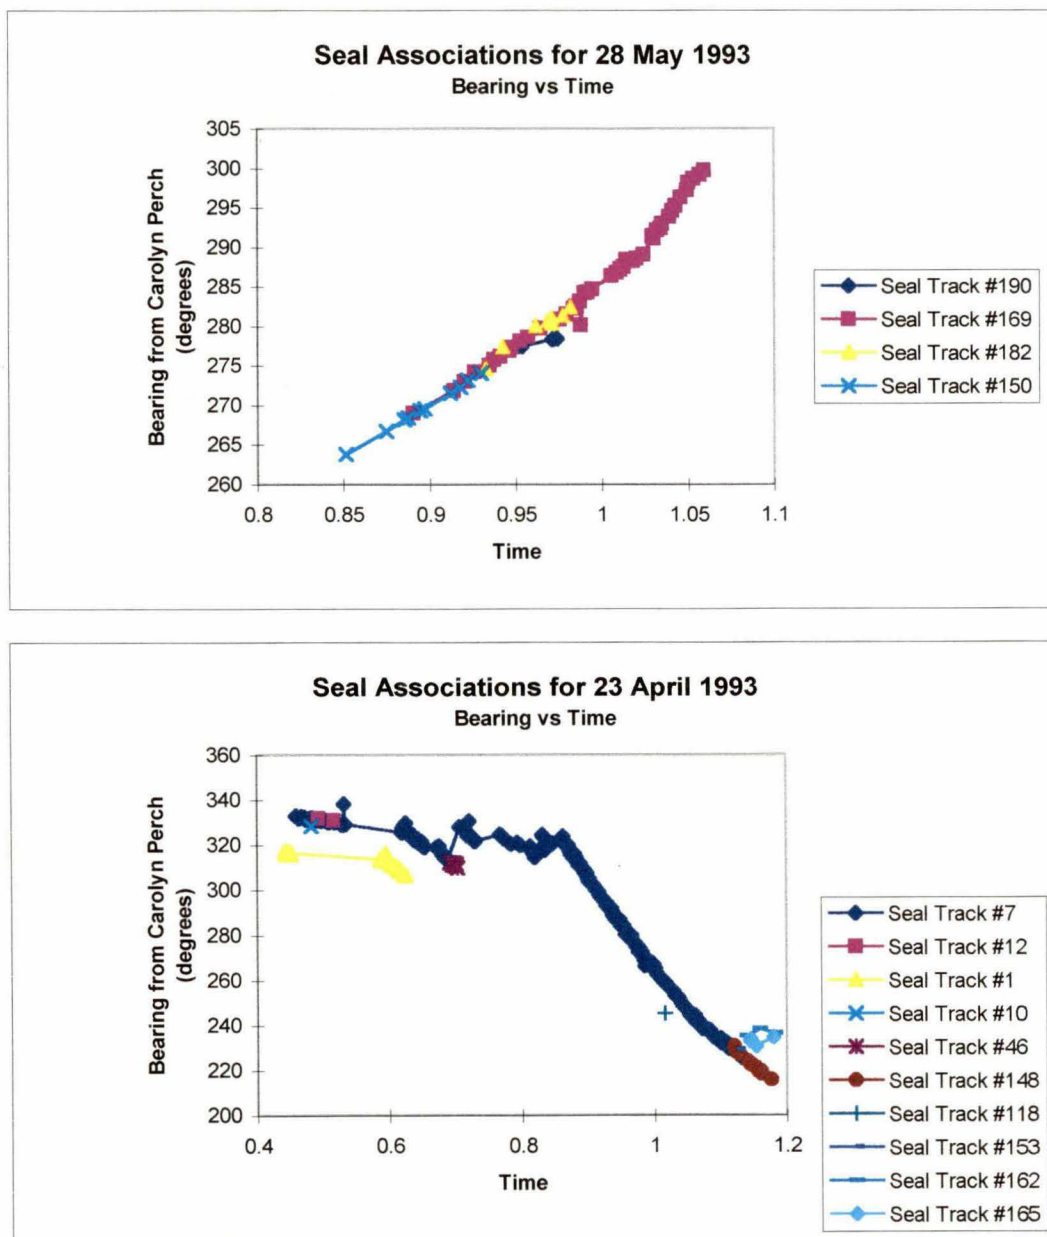 Seal Associations for 28 May 1993
Bearing vs Time
Bearing from Carolyn Perch
(degrees)
305
300
295
290
285
280
275
270
265
260
0.8 0.85 0.9 0.95 1 1.05 1.1
Time
Seal Track #190
Seal Track #169
Seal Track #182
Seal Track #150
Seal Associations for 23 April 1993
Bearing vs Time
Bearing from Carolyn Perch
(degrees)
360
340
320
300
280
260
240
220
200
0.4 0.6 0.8 1 1.2
Time
Seal Track #7
Seal Track #12
Seal Track #1
Seal Track #10
Seal Track #46
Seal Track #148
Seal Track #118
Seal Track #153
Seal Track #162
Seal Track #165